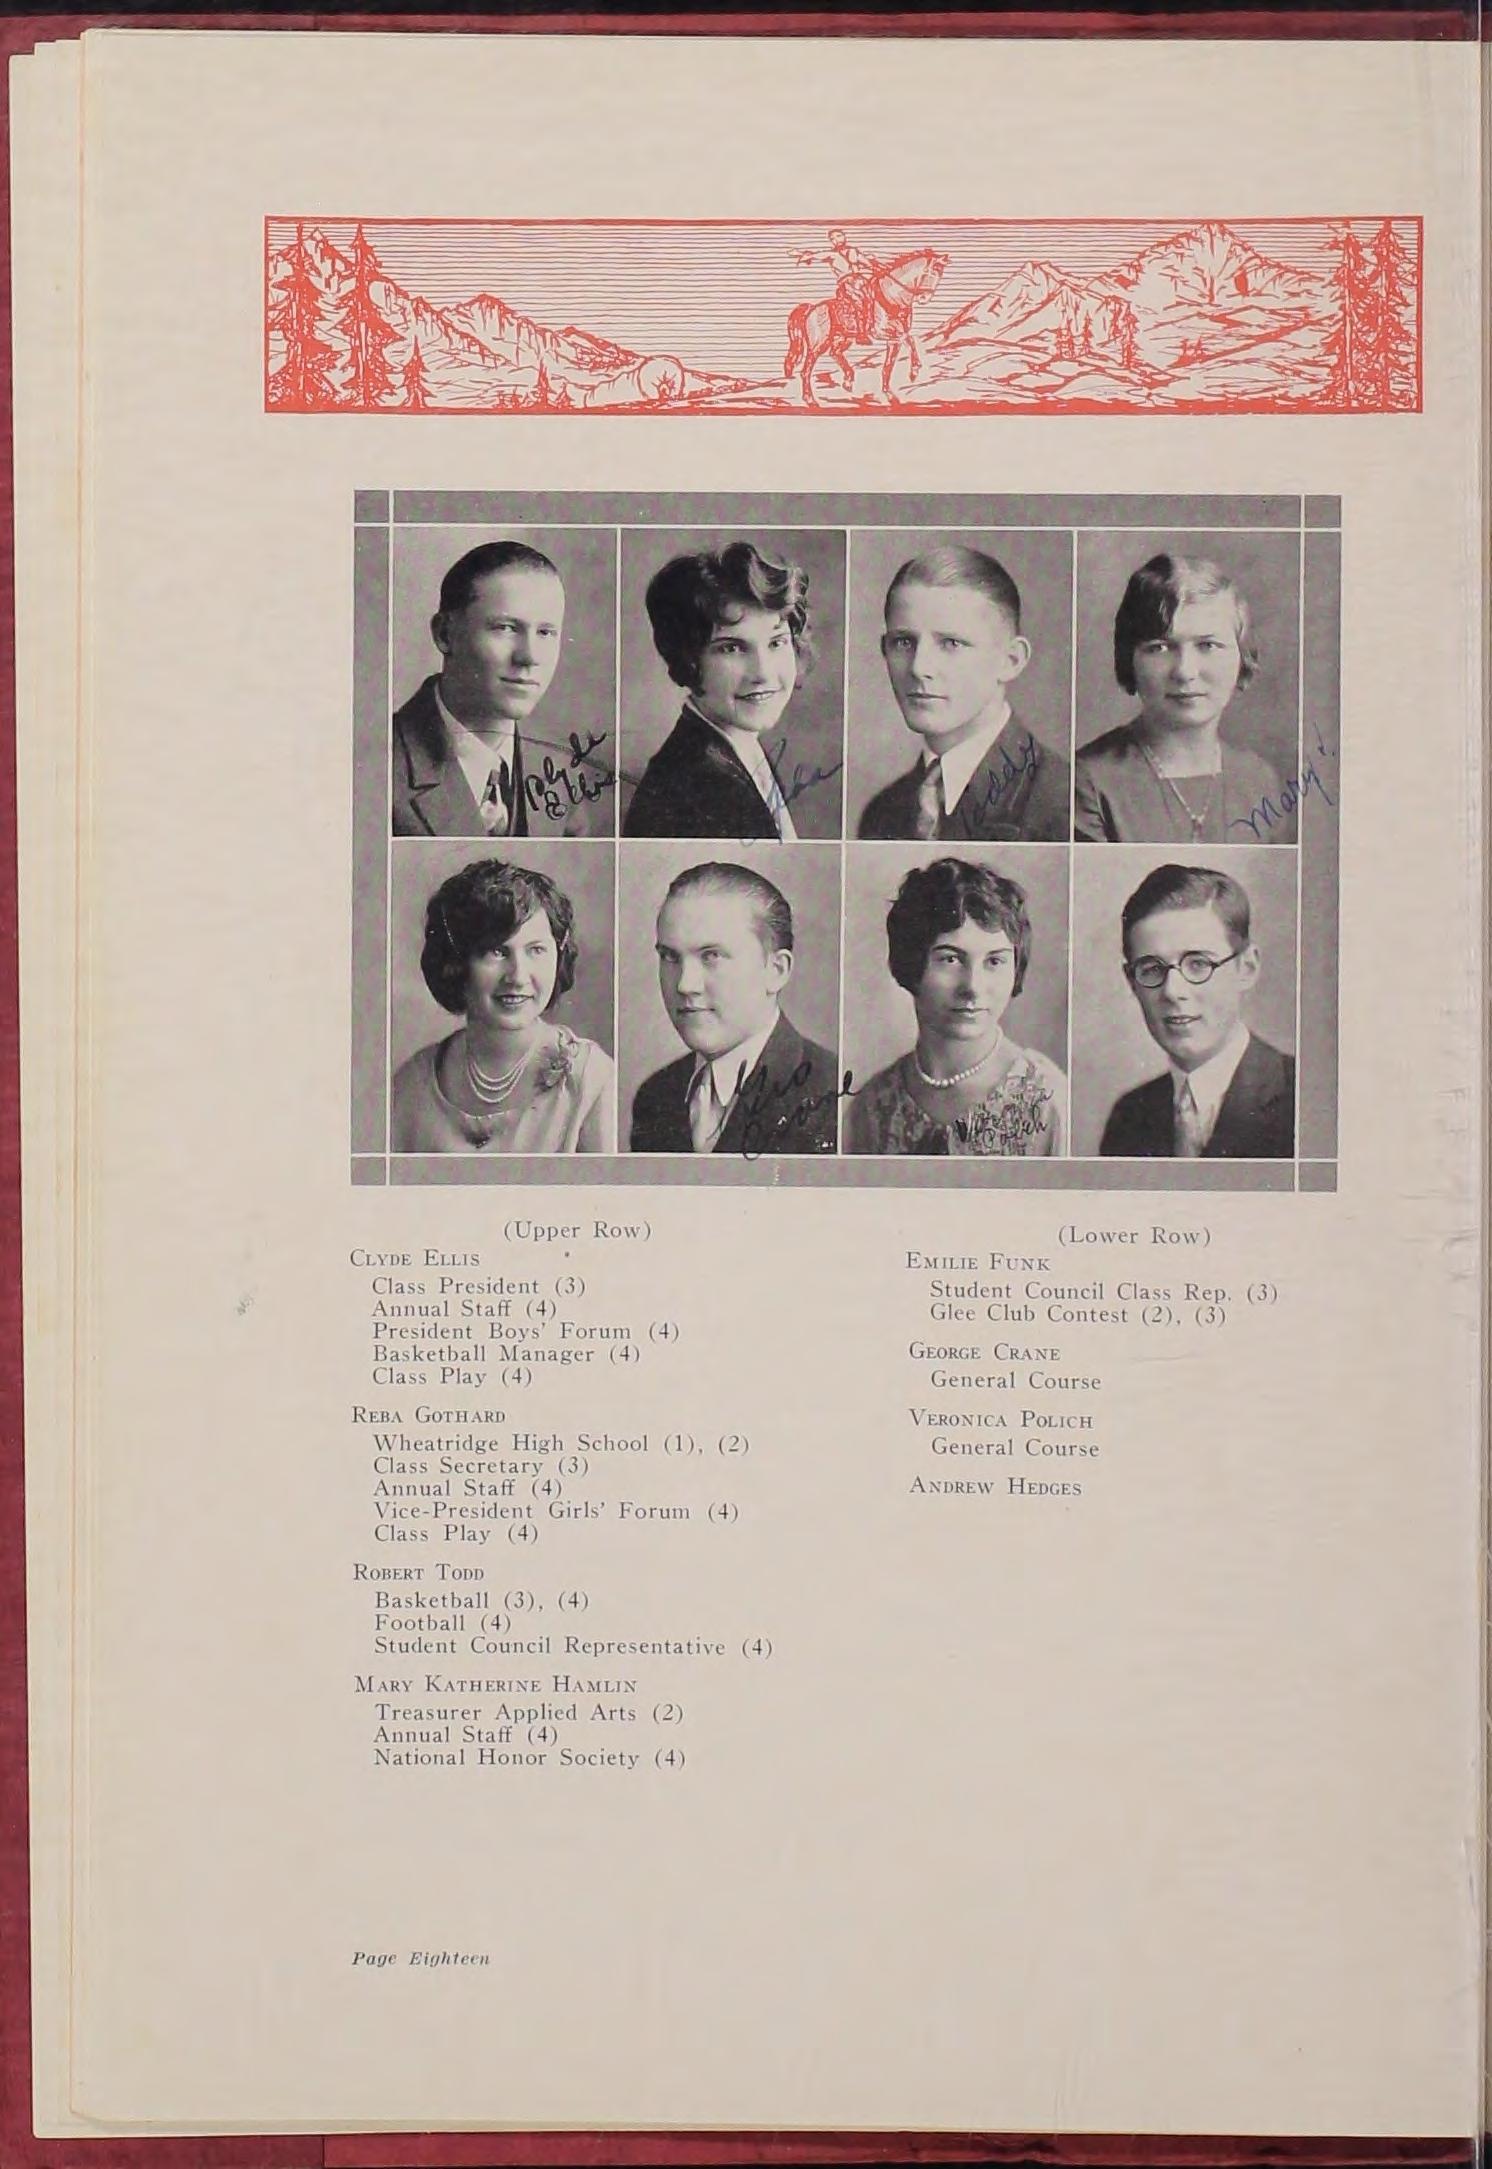 Clyde
Ellis
Reba
Toddy
Mary!
Geo
Crane
Veronica
Polich
(Upper Row)
CLYDE ELLIS
Class President (3)
Annual Staff (4)
President Boys' Forum (4)
Basketball Manager (4)
Class Play (4)
REBA GOTHARD
Wheatridge High School (1), (2)
Class Secretary (3)
Annual Staff (4)
Vice-President Girls' Forum (4)
Class Play (4)
ROBERT TODD
Basketball (3), (4)
Football (4)
Student Council Representative (4)
MARY KATHERINE HAMLIN
Treasurer Applied Arts (2)
Annual Staff (4)
National Honor Society (4)
(Lower Row)
EMILIE FUNK
Student Council Class Rep. (3)
Glee Club Contest (2), (3)
GEORGE CRANE
General Course
VERONICA POLICH
General Course
ANDREW HEDGES
Page Eighteen